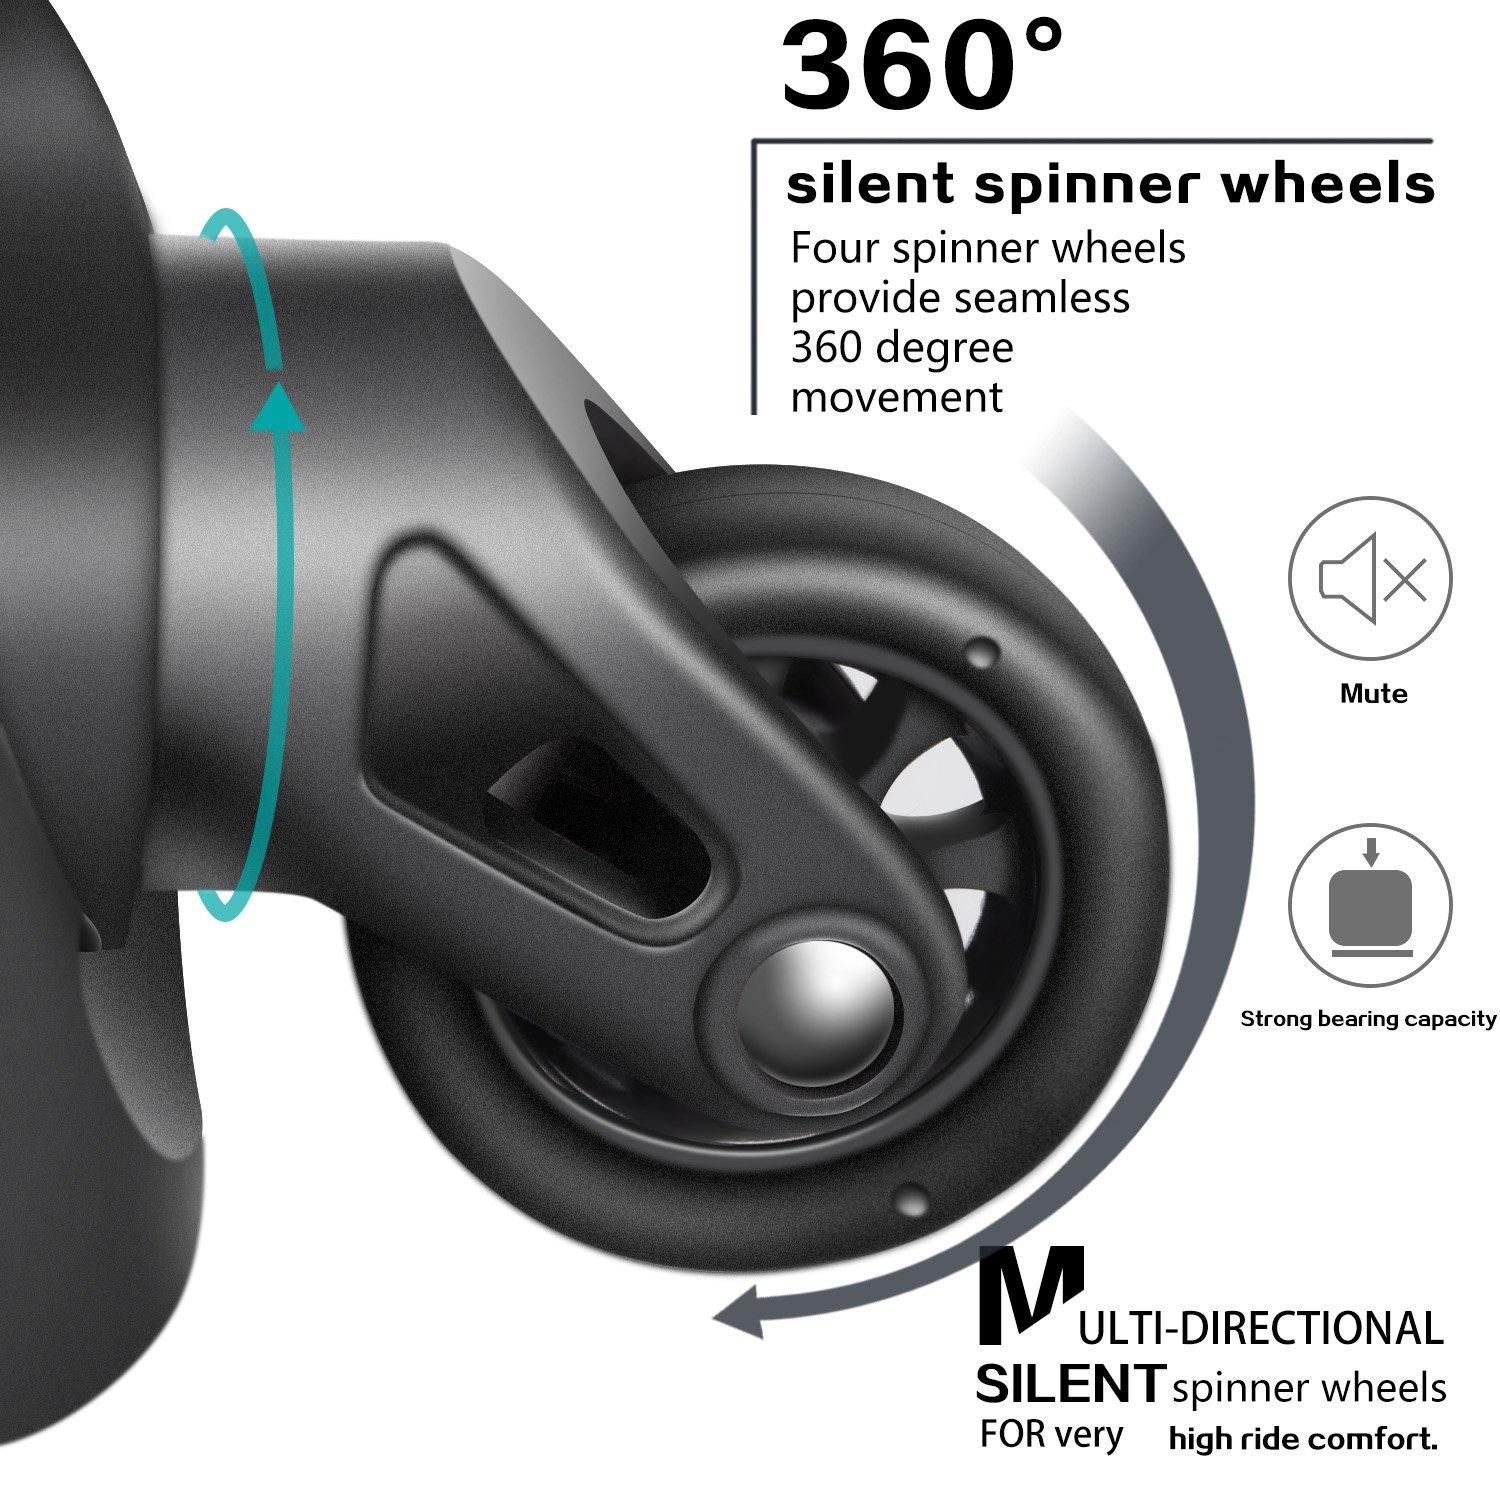 360°
silent spinner wheels
Four spinner wheels
provide seamless
360 degree
movement
Mute
Strong bearing capacity
MULTI-DIRECTIONAL
SILENT spinner wheels
FOR very high ride comfort.